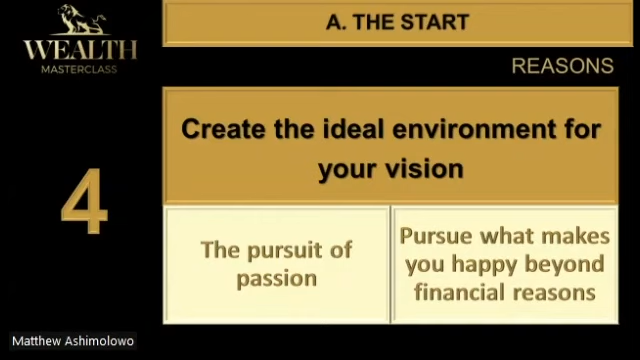 WEALTH
MASTERCLASS
A. THE START
REASONS
4
Create the ideal environment for
your vision
The pursuit of
passion
Pursue what makes
you happy beyond
financial reasons
Matthew Ashimolowo